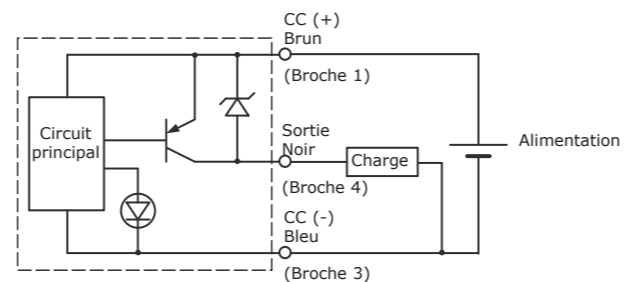 CC (+)
Brun
(Broche 1)
Circuit
principal
Sortie
Noir
Charge
Alimentation
(Broche 4)
CC (-)
Bleu
(Broche 3)